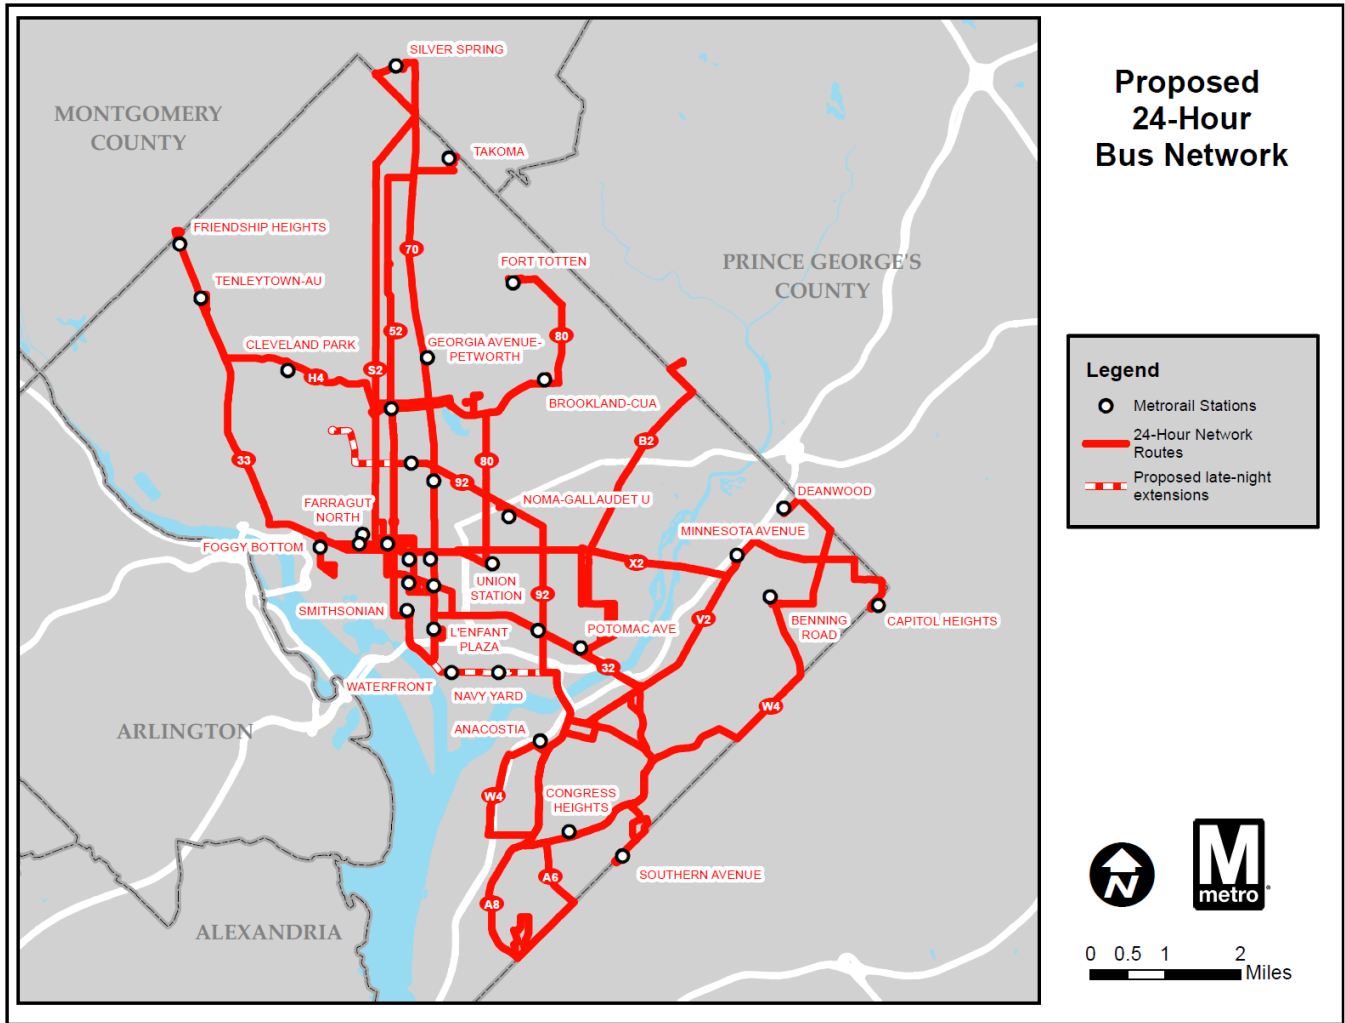 Proposed
24-Hour
Bus Network
SILVER SPRING
MONTGOMERY
COUNTY
TAKOMA
FRIENDSHIP HEIGHTS
70
FORT TOTTEN
PRINCE GEORGE'S
COUNTY
TENLEYTOWN-AU
52
80
CLEVELAND PARK
GEORGIA AVENUE-
PETWORTH
H4
S2
BROOKLAND-CUA
B2
33
80
92
DEANWOOD
FARRAGUT
NORTH
NOMA-GALLAUDET U
MINNESOTA AVENUE
FOGGY BOTTOM
X2
UNION
STATION
92
SMITHSONIAN
V2
BENNING
ROAD
CAPITOL HEIGHTS
L'ENFANT
PLAZA
POTOMAC AVE
32
WATERFRONT
NAVY YARD
W4
ARLINGTON
ANACOSTIA
W4
CONGRESS
HEIGHTS
SOUTHERN AVENUE
A6
A8
ALEXANDRIA
Legend
Metrorail Stations
24-Hour Network
Routes
Proposed late-night
extensions
N
M
metro
0 0.5 1 2
Miles